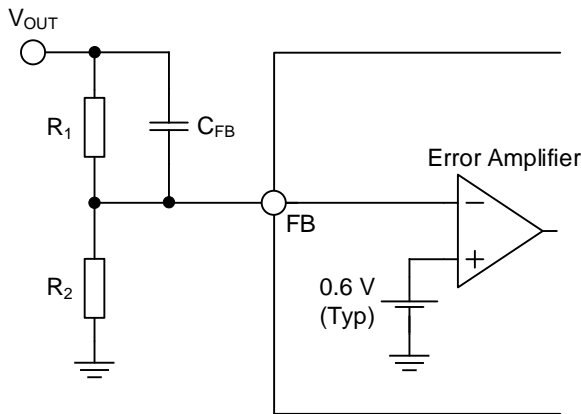 VOUT
R1
CFB
Error Amplifier
FB
−
+
R2
0.6 V
(Typ)